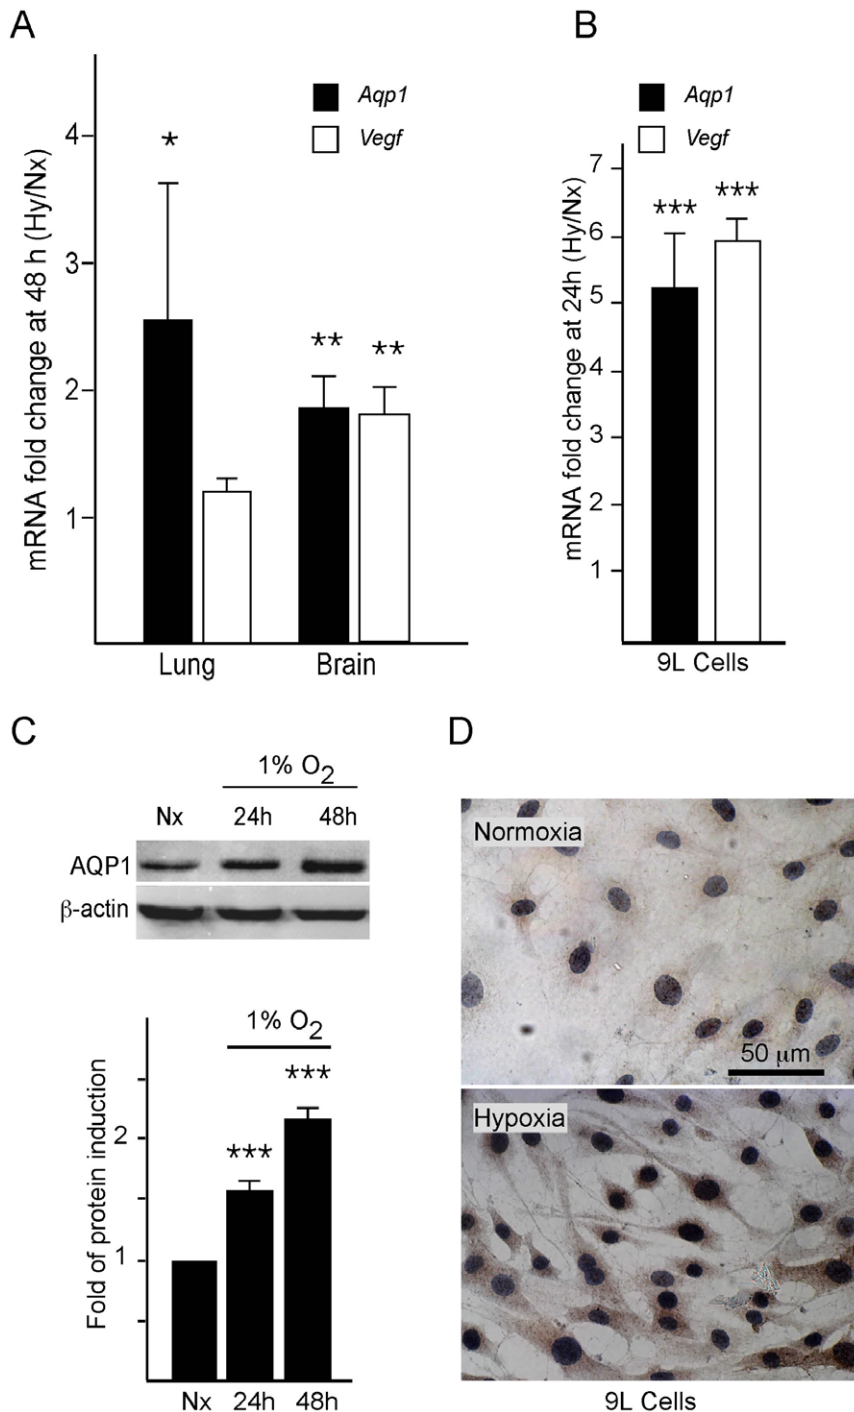 A
mRNA fold change at 48 h (Hy/Nx)
4
3
2
1
*
**
**
Aqp1
Vegf
Lung
Brain
B
Aqp1
Vegf
mRNA fold change at 24h (Hy/Nx)
7
6
5
4
3
2
1
***
***
9L Cells
C
1% O2
Nx 24h 48h
AQP1
β-actin
1% O2
***
***
Fold of protein induction
2
1
Nx 24h 48h
D
Normoxia
50 μm
Hypoxia
9L Cells